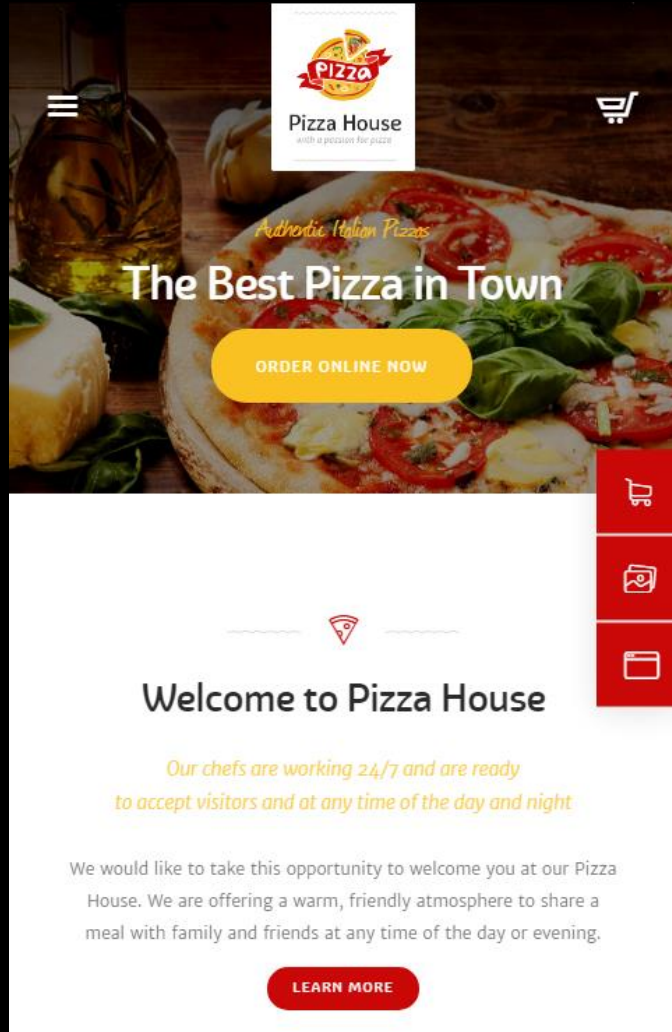 PIZZA
Pizza House
with a passion for pizza
Authentic Italian Pizzas
The Best Pizza in Town
ORDER ONLINE NOW
Welcome to Pizza House
Our chefs are working 24/7 and are ready
to accept visitors and at any time of the day and night
We would like to take this opportunity to welcome you at our Pizza
House. We are offering a warm, friendly atmosphere to share a
meal with family and friends at any time of the day or evening.
LEARN MORE